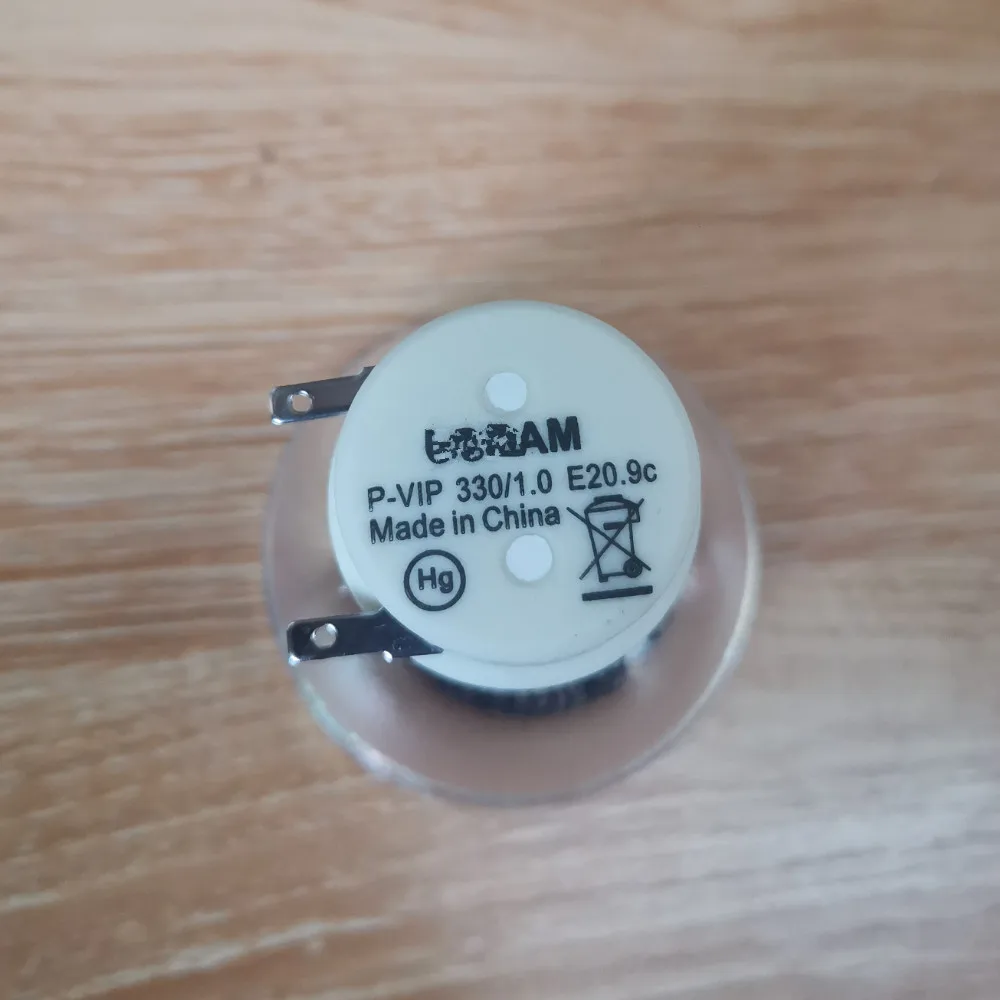 P-VIP 330/1.0 E20.9c
Made in China
Hg